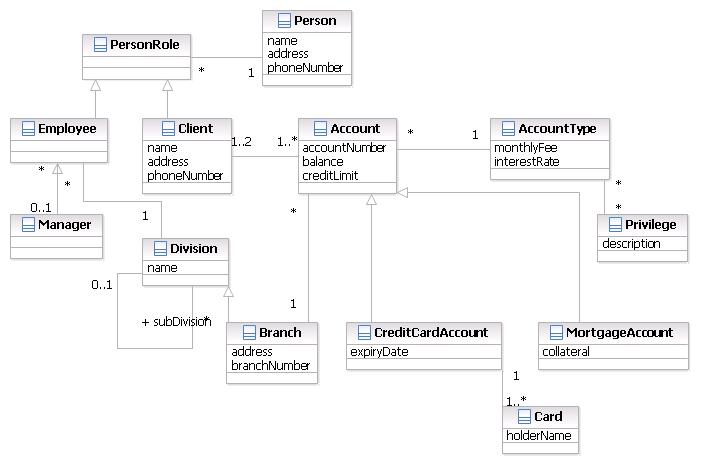 Person
name
address
phoneNumber
PersonRole
*
1
Employee
Client
name
address
phoneNumber
1..2
1..*
Account
accountNumber
balance
creditLimit
*
1
AccountType
monthlyFee
interestRate
*
*
0..1
Manager
1
*
*
*
Privilege
description
Division
name
0..1
+ subDivision
*
1
Branch
address
branchNumber
CreditCardAccount
expiryDate
MortgageAccount
collateral
1
1..*
Card
holderName